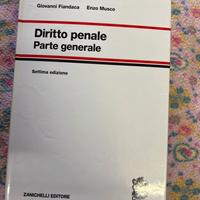 Giovanni Fiandaca Enzo Musco
Diritto penale
Parte generale
Settima edizione
ZANICHELLI EDITORE